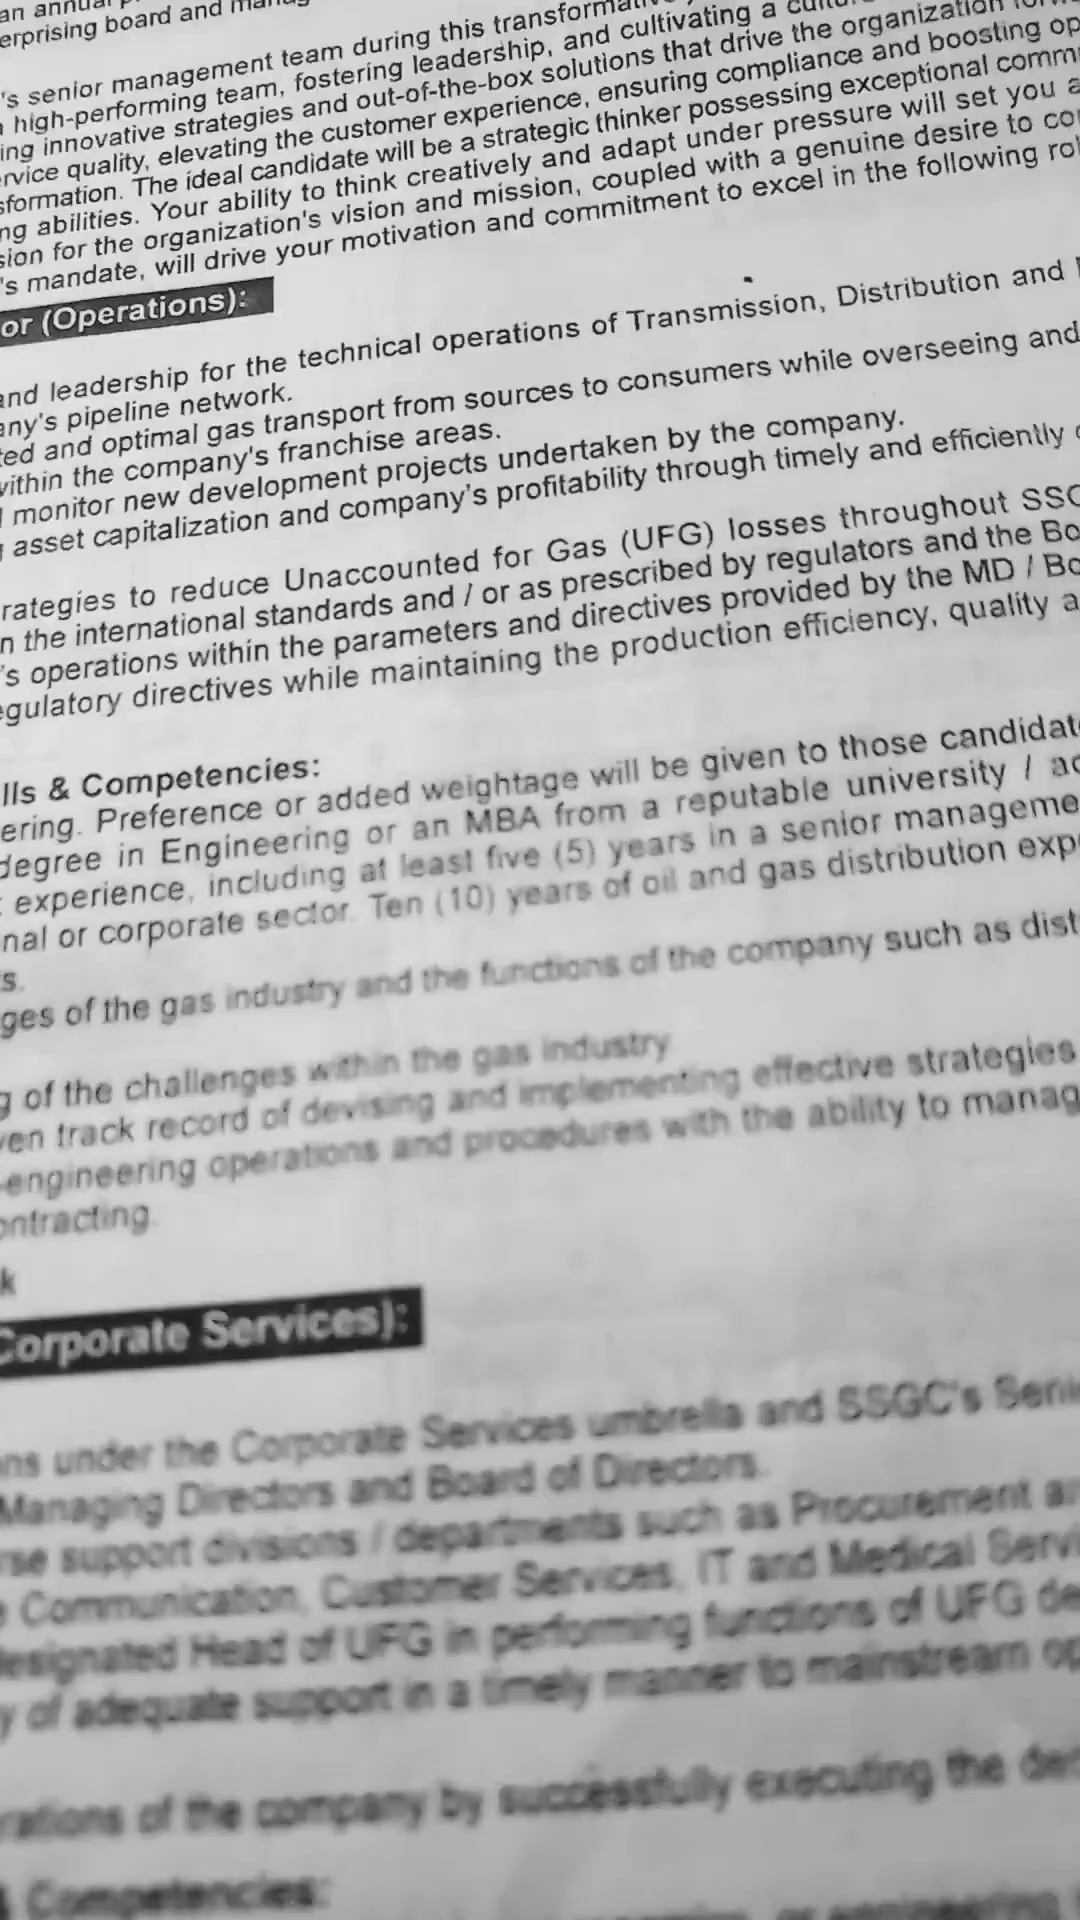 an annual
erprising board and
's senior management team during this
high-performing team, fostering leadership, and cultivating a
ing innovative strategies and out-of-the-box solutions that drive the organization
rvice quality, elevating the customer experience, ensuring compliance and boosting op
sformation. The ideal candidate will be a strategic thinker possessing exceptional comm
ng abilities. Your ability to think creatively and adapt under pressure will set you a
sion for the organization's vision and mission, coupled with a genuine desire to co
's mandate, will drive your motivation and commitment to excel in the following ro
or (Operations):
and leadership for the technical operations of Transmission, Distribution and
any's pipeline network.
ted and optimal gas transport from sources to consumers while overseeing and
within the company's franchise areas.
monitor new development projects undertaken by the company.
asset capitalization and company's profitability through timely and efficiently
rategies to reduce Unaccounted for Gas (UFG) losses throughout SSG
n the international standards and / or as prescribed by regulators and the Bo
's operations within the parameters and directives provided by the MD / Bo
egulatory directives while maintaining the production efficiency, quality a
lls & Competencies:
ering. Preference or added weightage will be given to those candidat
degree in Engineering or an MBA from a reputable university / ac
experience, including at least five (5) years in a senior manageme
nal or corporate sector. Ten (10) years of oil and gas distribution exp
s.
ges of the gas industry and the functions of the company such as dist
g of the challenges within the gas industry
ven track record of devising and implementing effective strategies
-engineering operations and procedures with the ability to manag
ontracting.
k
Corporate Services):
ns under the Corporate Services umbrella and SSGC's Seni
Managing Directors and Board of Directors.
rse support divisions / departments such as Procurement an
Communication, Customer Services, IT and Medical Servi
designated Head of UFG in performing functions of UFG de
y of adequate support in a timely manner to mainstream op
rations of the company by successfully executing the
& Competencies:
or engineering